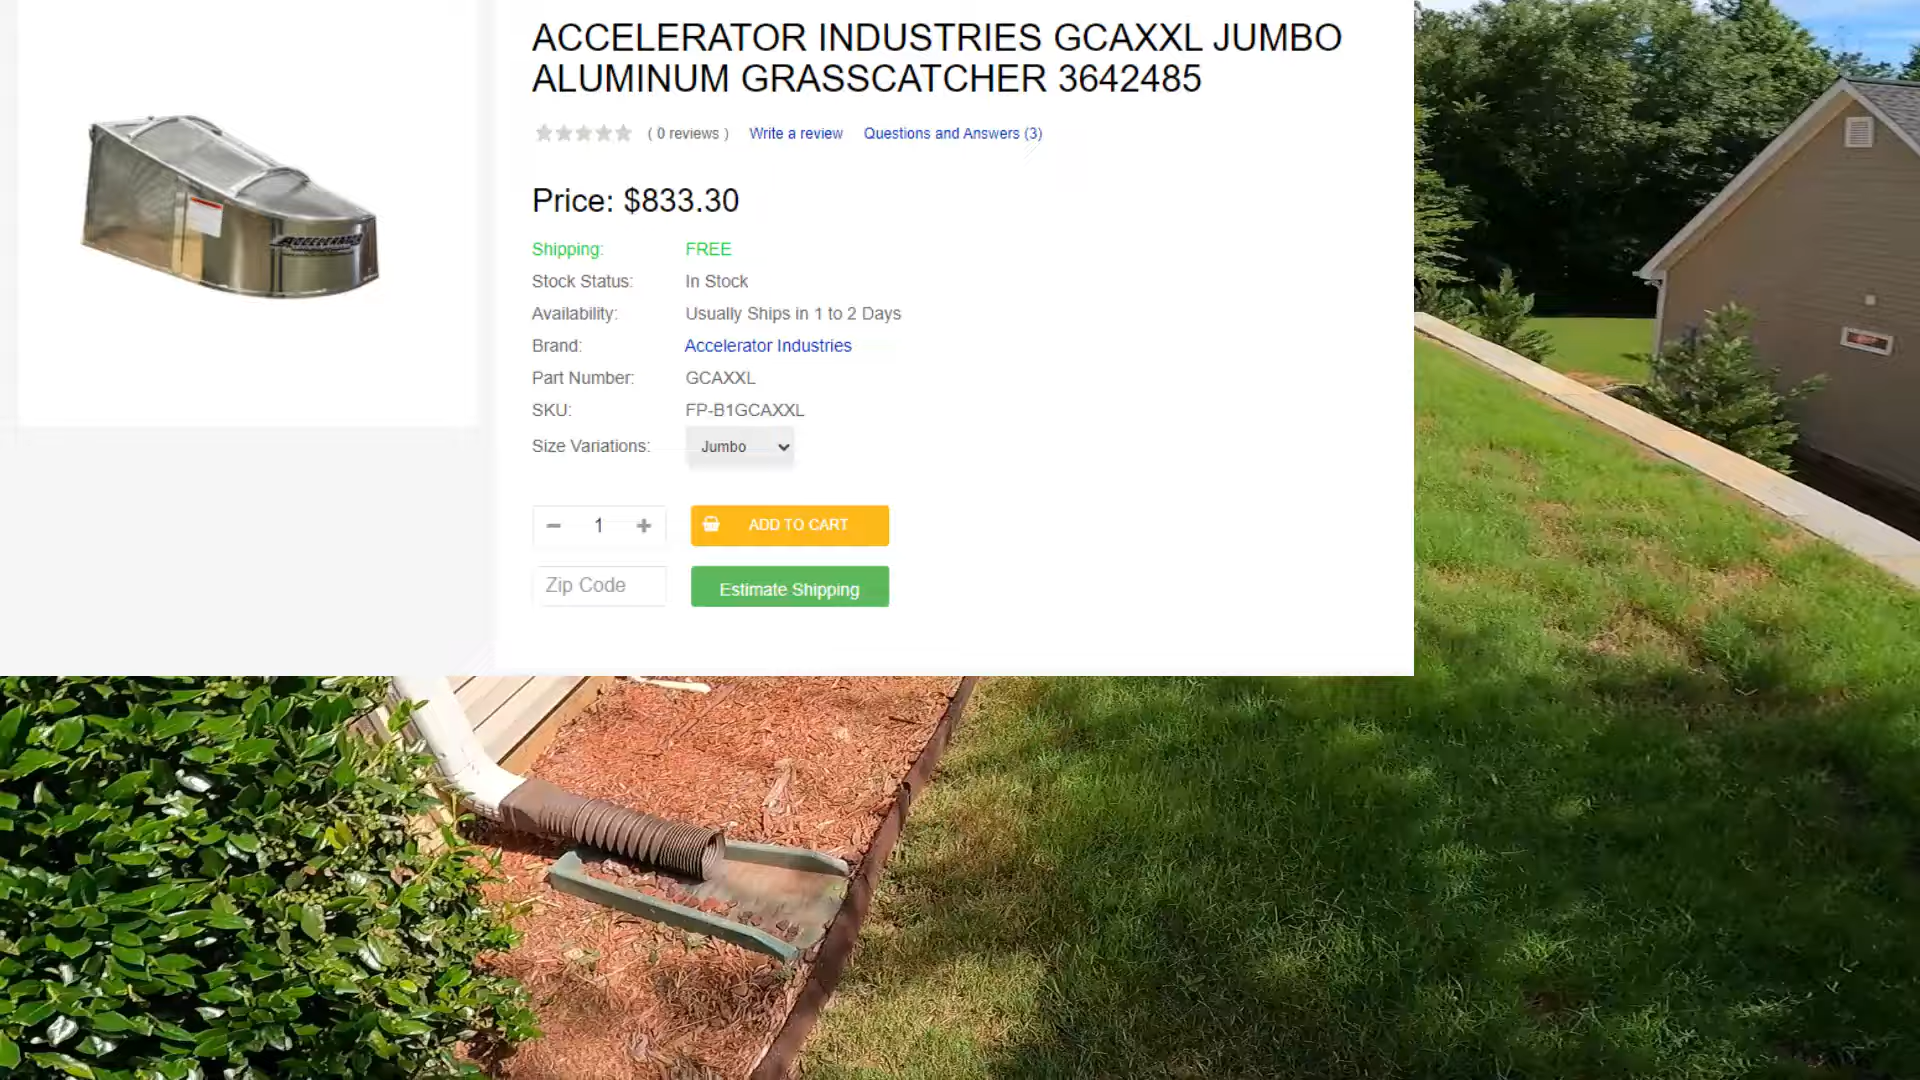 ACCELERATOR INDUSTRIES GCAXXL JUMBO
ALUMINUM GRASSCATCHER 3642485
( 0 reviews ) Write a review Questions and Answers (3)
Price: $833.30
Shipping: FREE
Stock Status: In Stock
Availability: Usually Ships in 1 to 2 Days
Brand: Accelerator Industries
Part Number: GCAXXL
SKU: FP-B1GCAXXL
Size Variations: Jumbo
1 ADD TO CART
Zip Code Estimate Shipping
ACCELERATOR